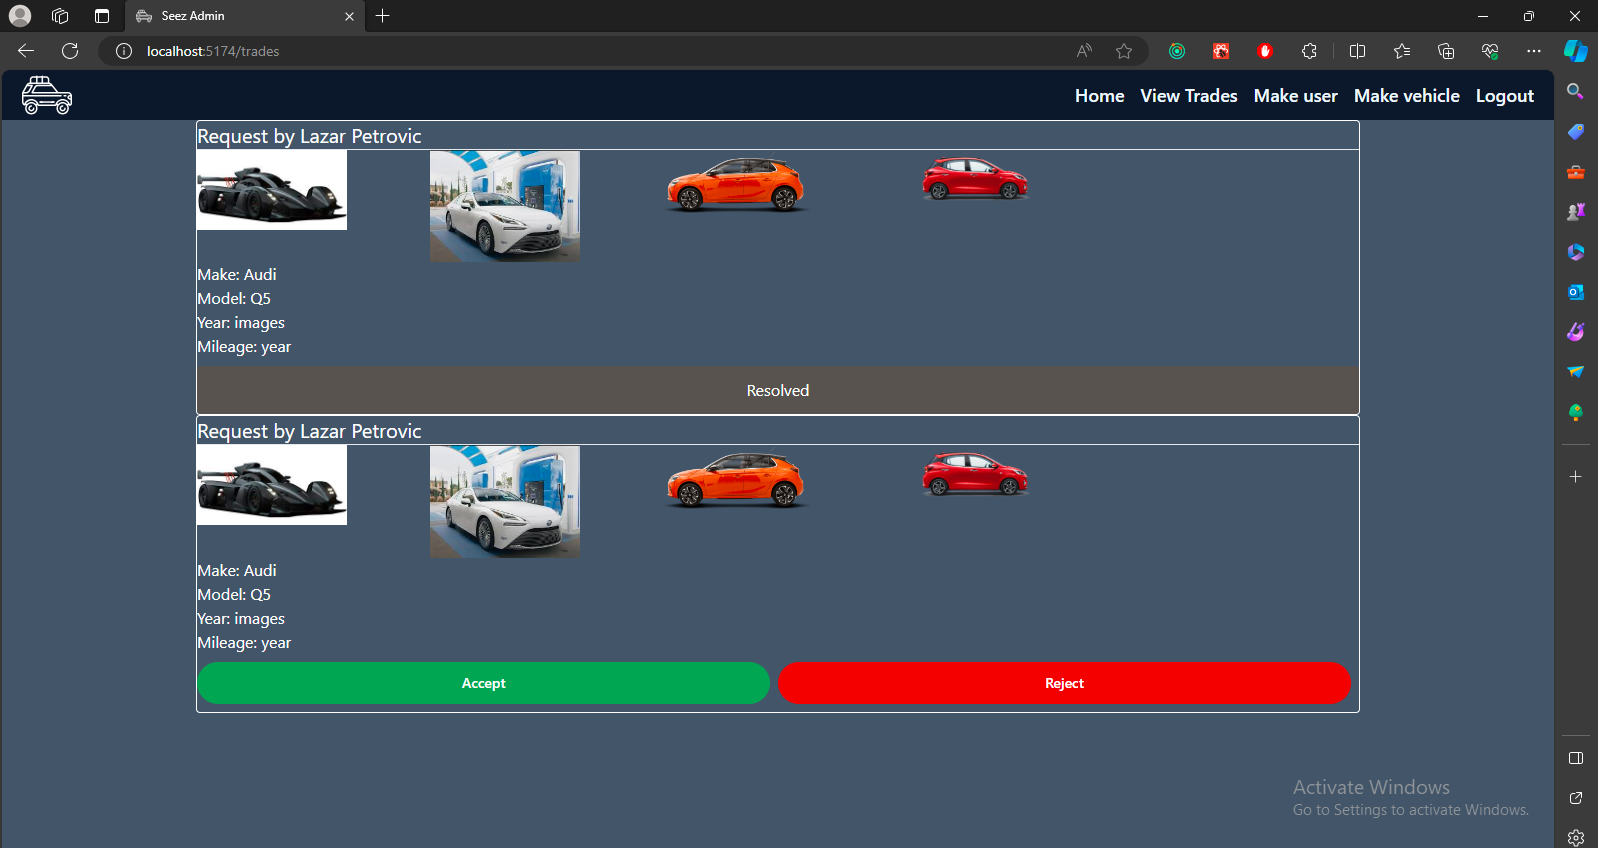 Seez Admin
localhost:5174/trades
Home View Trades Make user Make vehicle Logout
Request by Lazar Petrovic
Make: Audi
Model: Q5
Year: images
Mileage: year
Resolved
Request by Lazar Petrovic
Make: Audi
Model: Q5
Year: images
Mileage: year
Accept Reject
Activate Windows
Go to Settings to activate Windows.